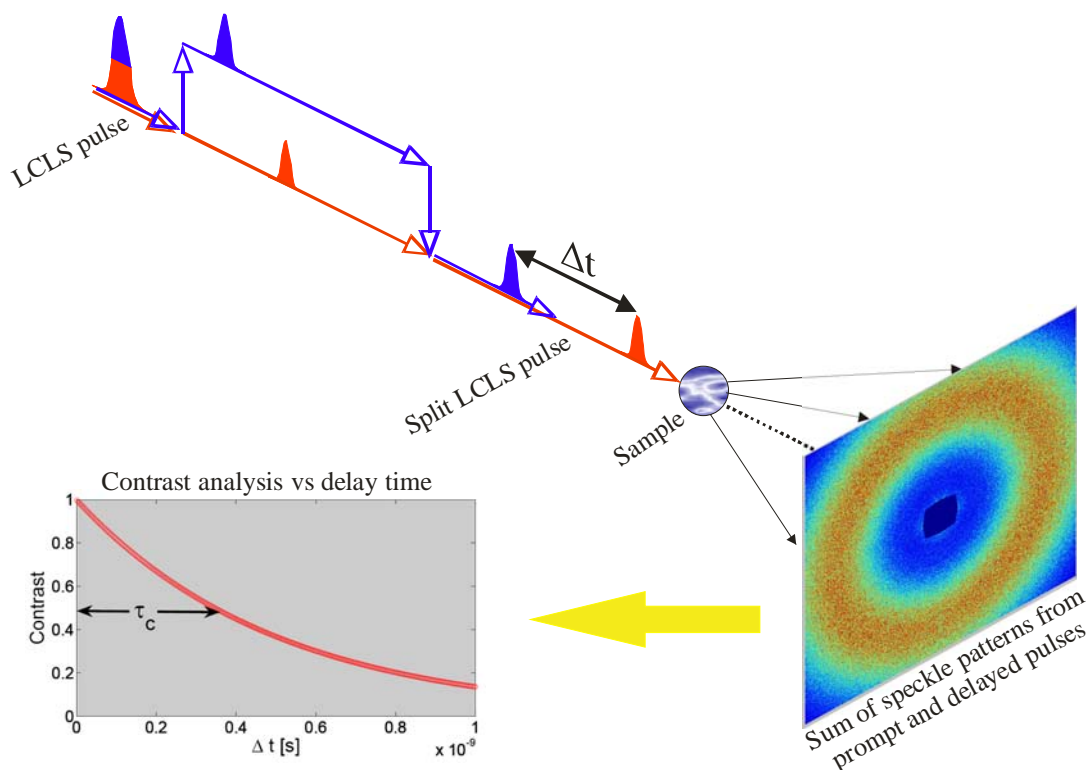 LCLS pulse
Δt
Split LCLS pulse
Sample
Sum of speckle patterns from
prompt and delayed pulses
Contrast analysis vs delay time
Contrast
1
0.8
0.6
0.4
0.2
0
τc
0 0.2 0.4 0.6 0.8 1
Δ t [s]
x 10⁻⁹